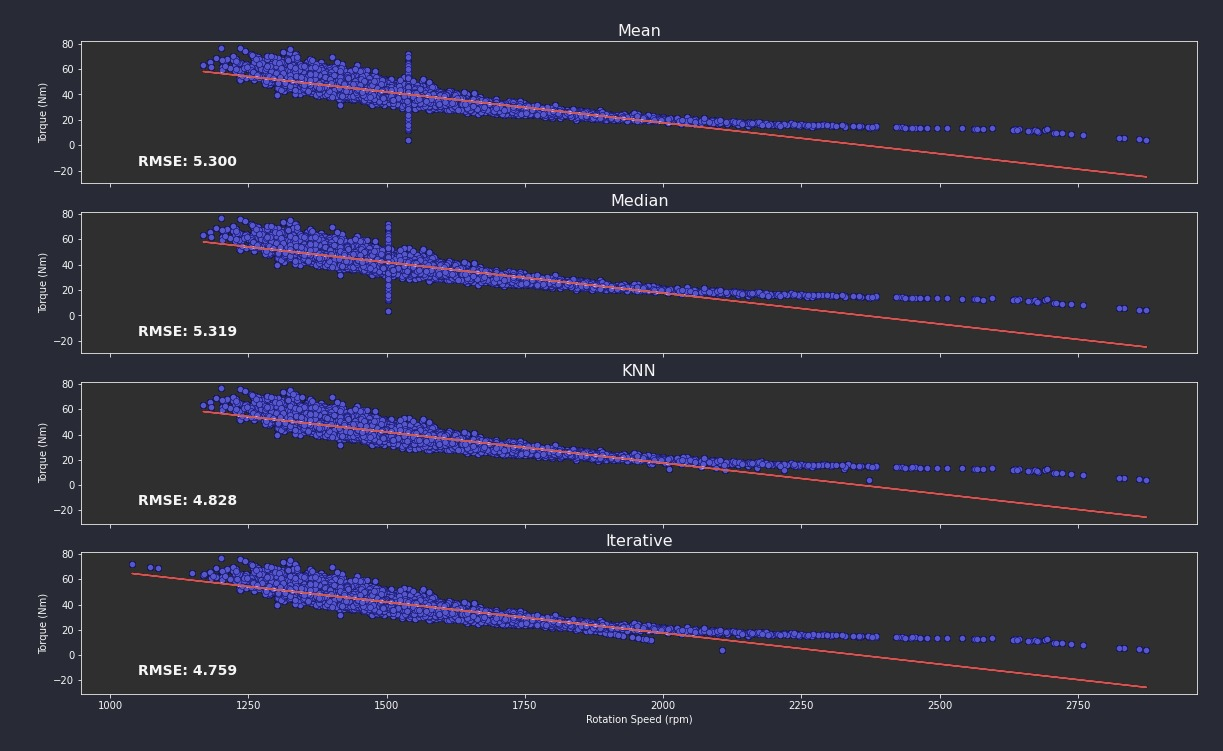 Mean
80
60
40
20
0
−20
Torque (Nm)
RMSE: 5.300
Median
80
60
40
20
0
−20
Torque (Nm)
RMSE: 5.319
KNN
80
60
40
20
0
−20
Torque (Nm)
RMSE: 4.828
Iterative
80
60
40
20
0
−20
Torque (Nm)
RMSE: 4.759
1000 1250 1500 1750 2000 2250 2500 2750
Rotation Speed (rpm)